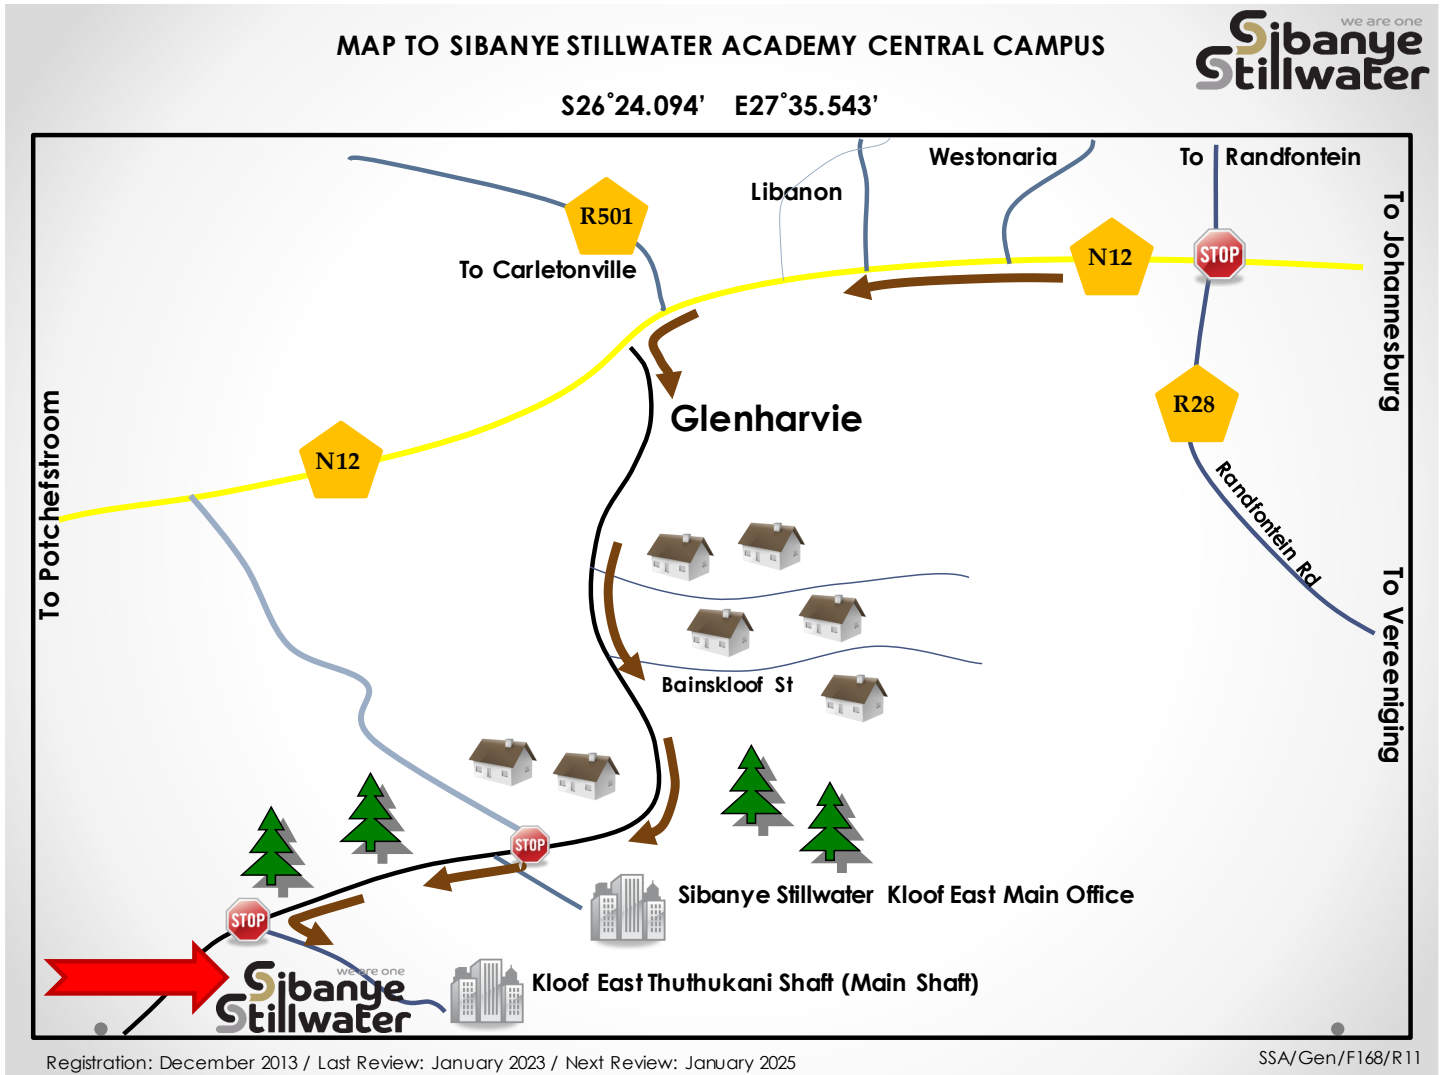 MAP TO SIBANYE STILLWATER ACADEMY CENTRAL CAMPUS
we are one
Sibanye
Stillwater
S26°24.094’ E27°35.543’
Westonaria
To Randfontein
Libanon
R501
To Carletonville
N12
STOP
To Johannesburg
R28
Glenharvie
To Potchefstroom
N12
Randfontein Rd
To Vereeniging
Bainskloof St
STOP
Sibanye Stillwater Kloof East Main Office
STOP
we are one
Sibanye
Stillwater
Kloof East Thuthukani Shaft (Main Shaft)
Registration: December 2013 / Last Review: January 2023 / Next Review: January 2025
SSA/Gen/F168/R11